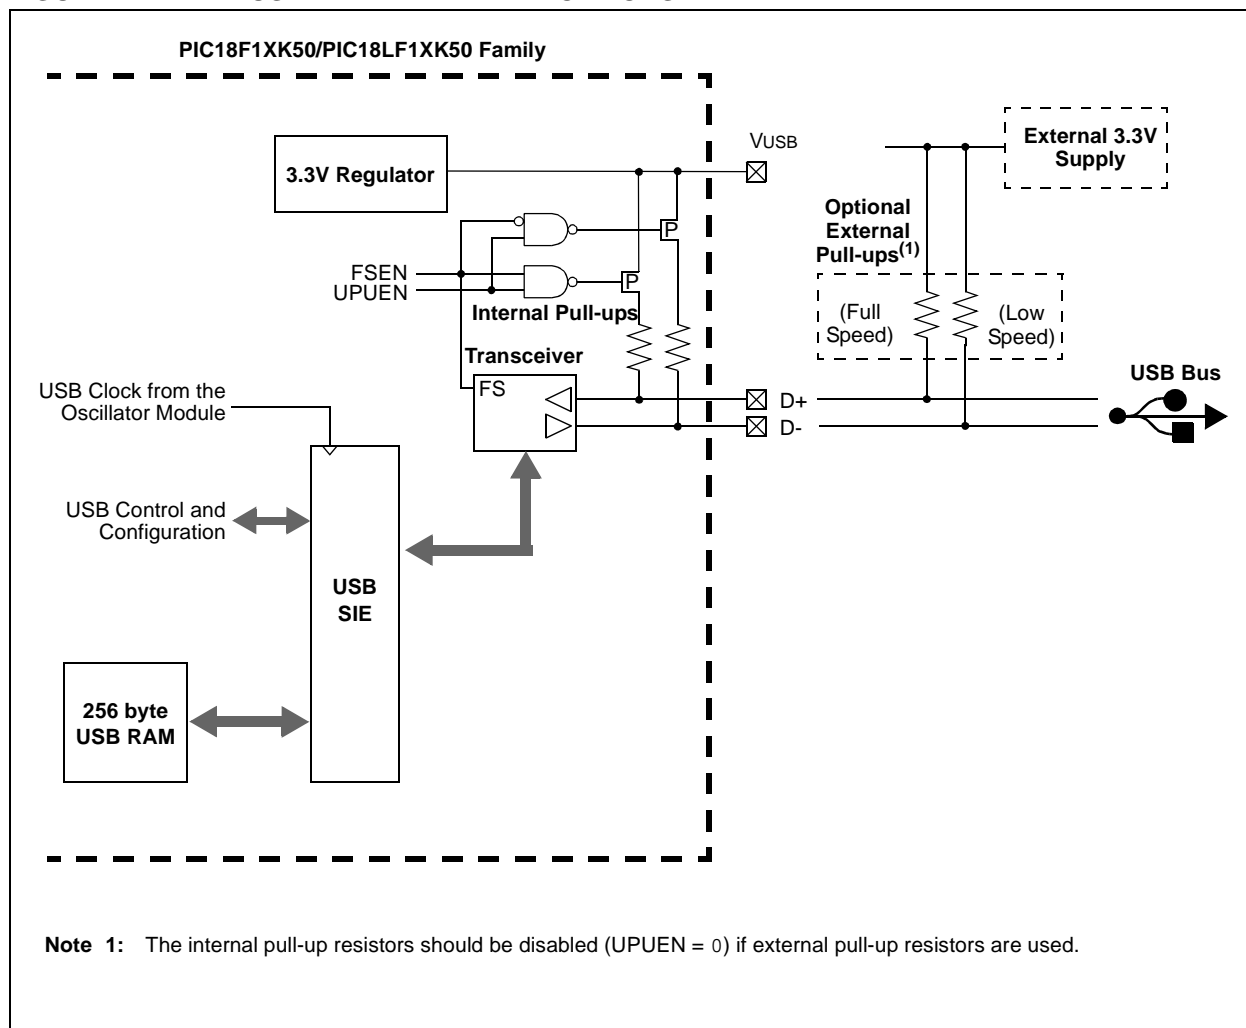 PIC18F1XK50/PIC18LF1XK50 Family
3.3V Regulator
VUSB
External 3.3V
Supply
Optional
External
Pull-ups(1)
P
FSEN
UPUEN
P
Internal Pull-ups
(Full
Speed)
(Low
Speed)
Transceiver
FS
USB Clock from the
Oscillator Module
D+
D-
USB Bus
USB Control and
Configuration
USB
SIE
256 byte
USB RAM
Note 1: The internal pull-up resistors should be disabled (UPUEN = 0) if external pull-up resistors are used.